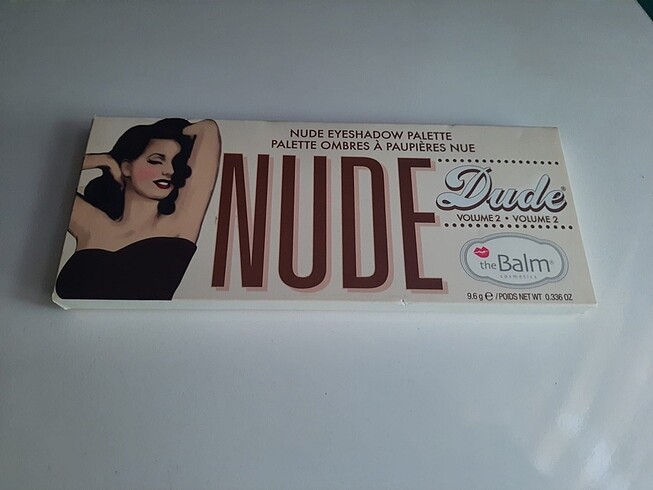 NUDE EYESHADOW PALETTE
PALETTE OMBRES À PAUPIÈRES NUE
NUDE
Dude®
VOLUME 2 • VOLUME 2
theBalm®
cosmetics
9.6 g ℮ / POIDS NET WT 0.336 OZ